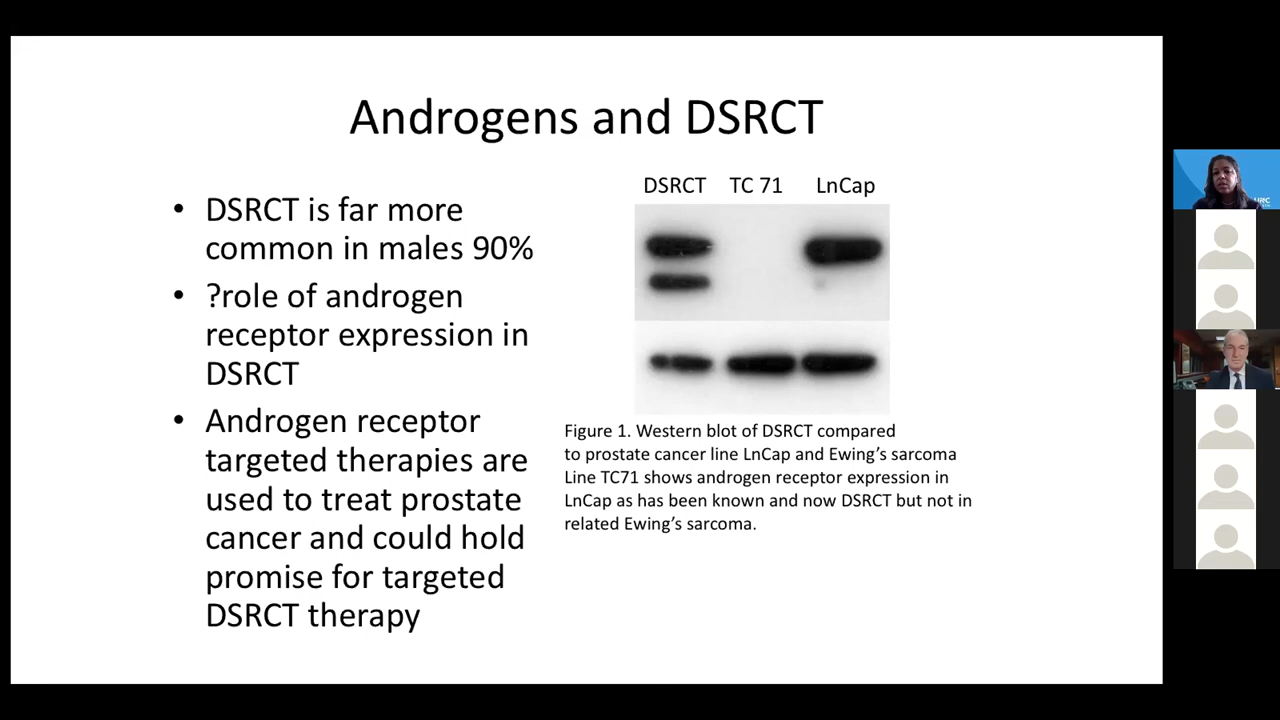 Androgens and DSRCT
• DSRCT is far more
common in males 90%
• ?role of androgen
receptor expression in
DSRCT
• Androgen receptor
targeted therapies are
used to treat prostate
cancer and could hold
promise for targeted
DSRCT therapy
DSRCT TC 71 LnCap
Figure 1. Western blot of DSRCT compared
to prostate cancer line LnCap and Ewing’s sarcoma
Line TC71 shows androgen receptor expression in
LnCap as has been known and now DSRCT but not in
related Ewing’s sarcoma.